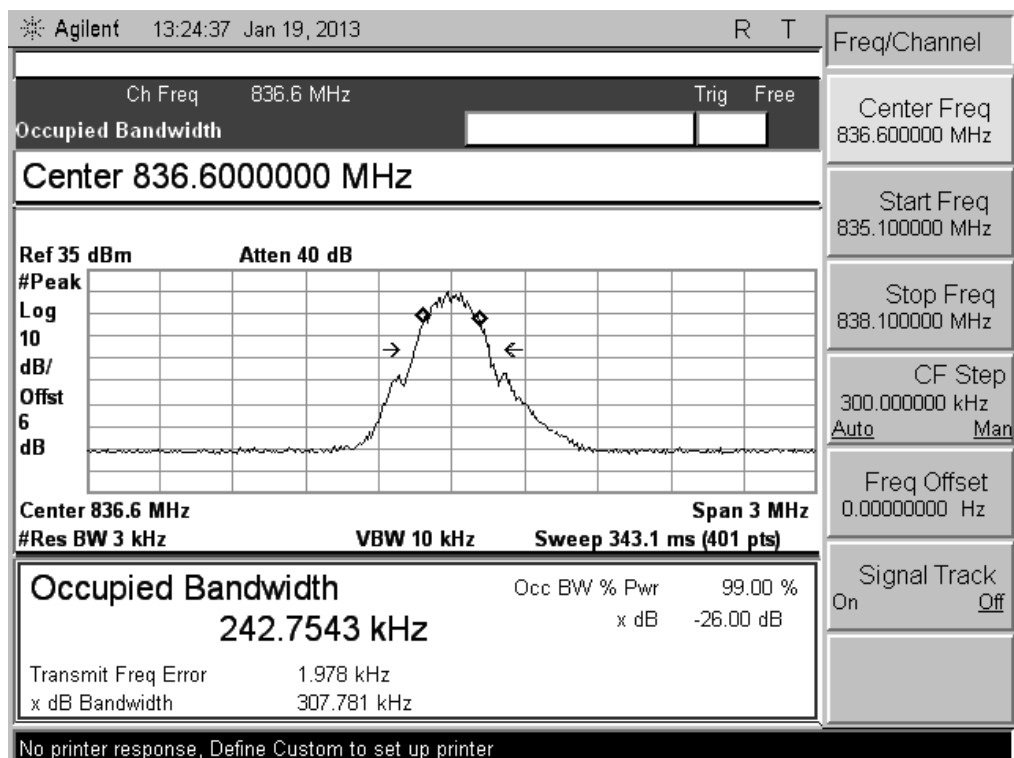 Agilent 13:24:37 Jan 19, 2013 R T
Freq/Channel
Ch Freq 836.6 MHz Trig Free
Occupied Bandwidth
Center 836.6000000 MHz
Ref 35 dBm Atten 40 dB
#Peak
Log
10
dB/
Offst
6
dB
Center 836.6 MHz Span 3 MHz
#Res BW 3 kHz VBW 10 kHz Sweep 343.1 ms (401 pts)
Occupied Bandwidth Occ BW % Pwr 99.00 %
242.7543 kHz x dB -26.00 dB
Transmit Freq Error 1.978 kHz
x dB Bandwidth 307.781 kHz
No printer response, Define Custom to set up printer
Center Freq
836.600000 MHz
Start Freq
835.100000 MHz
Stop Freq
838.100000 MHz
CF Step
300.000000 kHz
Auto Man
Freq Offset
0.00000000 Hz
Signal Track
On Off